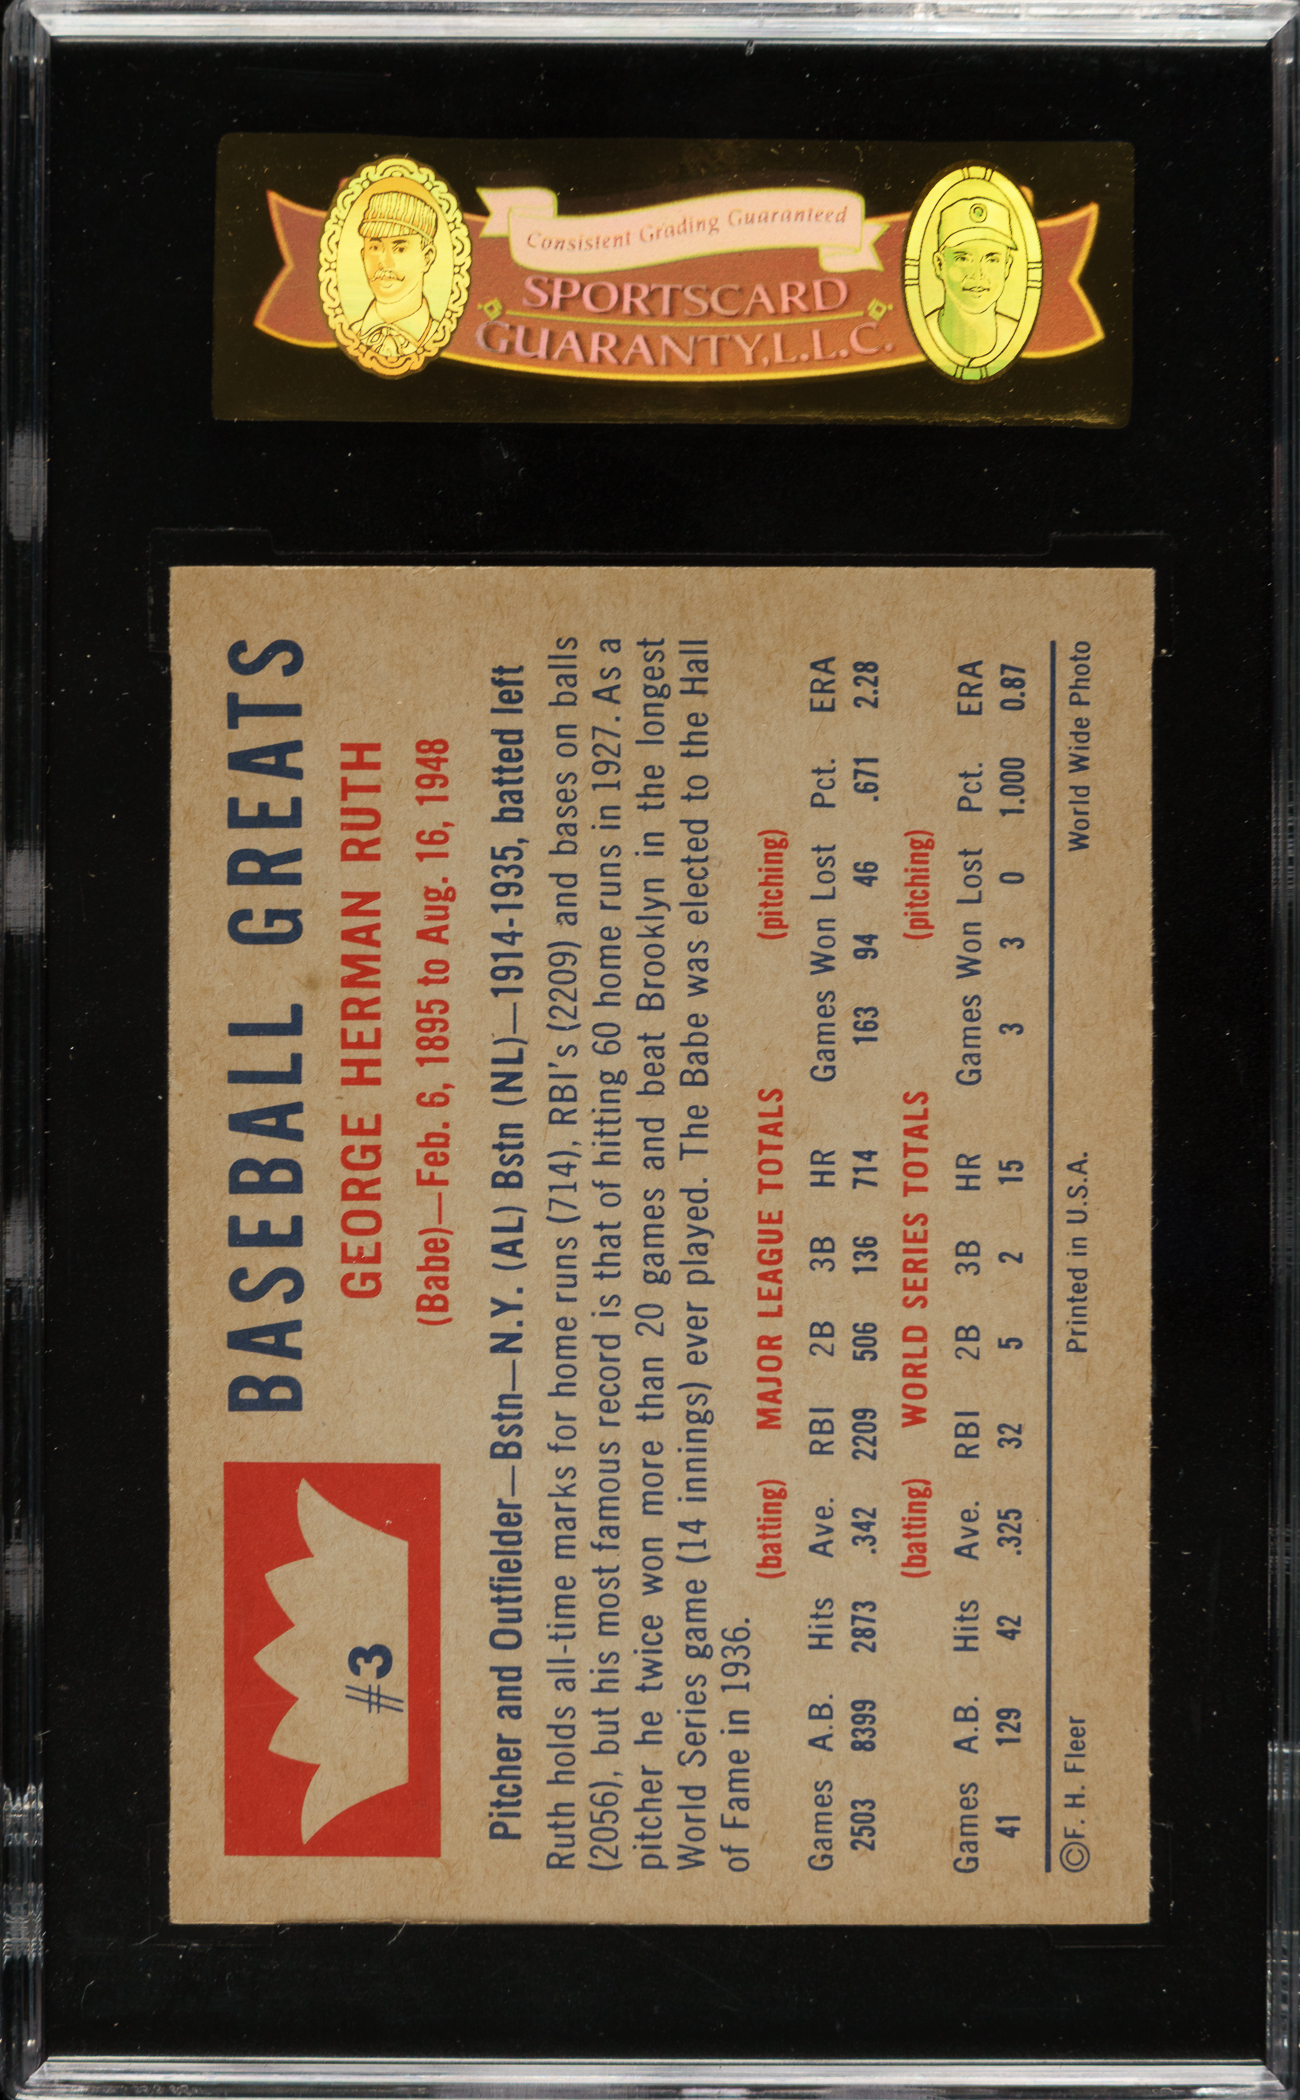 Consistent Grading Guaranteed
SPORTSCARD
GUARANTY, L.L.C.
#3
BASEBALL GREATS
GEORGE HERMAN RUTH
(Babe)—Feb. 6, 1895 to Aug. 16, 1948
Pitcher and Outfielder—Bstn—N.Y. (AL) Bstn (NL)—1914-1935, batted left
Ruth holds all-time marks for home runs (714), RBI's (2209) and bases on balls
(2056), but his most famous record is that of hitting 60 home runs in 1927. As a
pitcher he twice won more than 20 games and beat Brooklyn in the longest
World Series game (14 innings) ever played. The Babe was elected to the Hall
of Fame in 1936.
(batting) MAJOR LEAGUE TOTALS (pitching)
Games A.B. Hits Ave. RBI 2B 3B HR Games Won Lost Pct. ERA
2503 8399 2873 .342 2209 506 136 714 163 94 46 .671 2.28
(batting) WORLD SERIES TOTALS (pitching)
Games A.B. Hits Ave. RBI 2B 3B HR Games Won Lost Pct. ERA
41 129 42 .325 32 5 2 15 3 3 0 1.000 0.87
©F. H. Fleer Printed in U.S.A. World Wide Photo